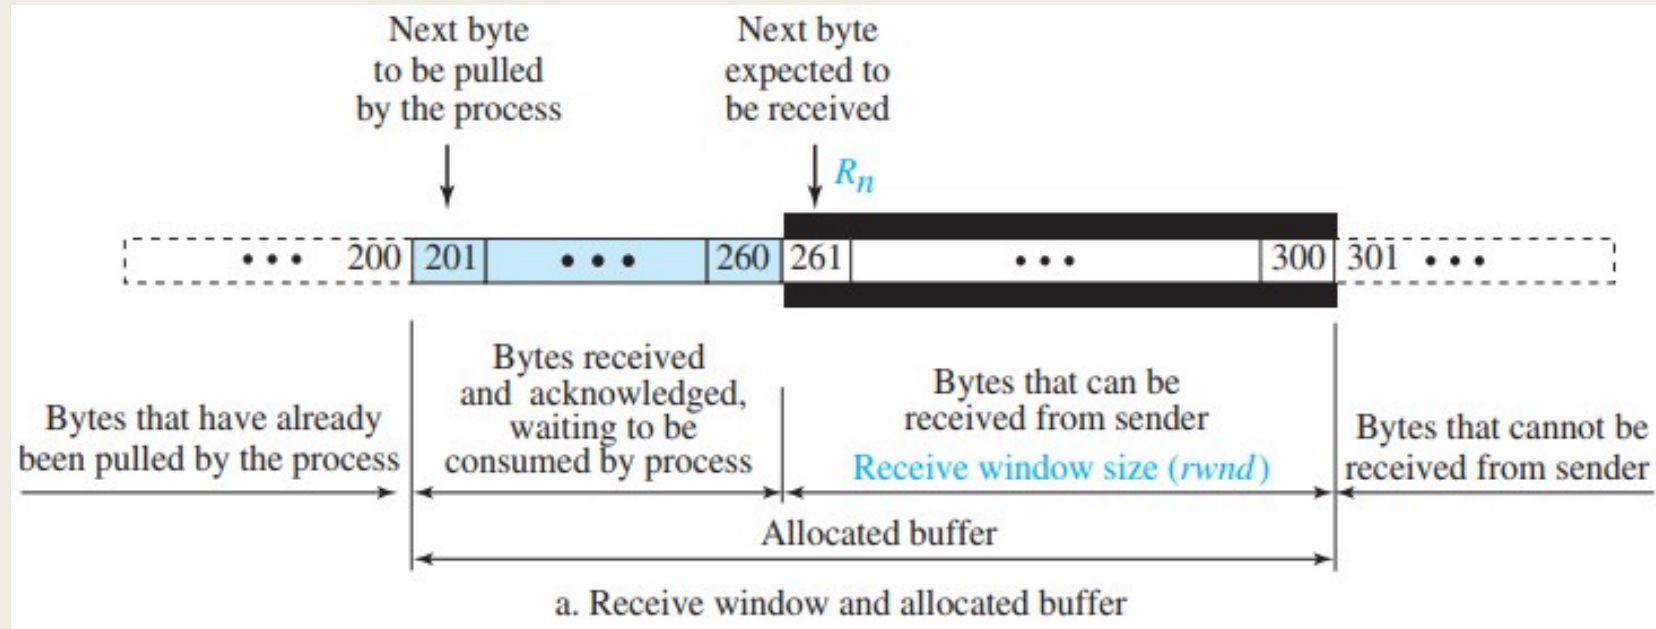 Next byte
to be pulled
by the process
Next byte
expected to
be received
Rn
••• 200 201 ••• 260 261 ••• 300 301 •••
Bytes that have already
been pulled by the process
Bytes received
and acknowledged,
waiting to be
consumed by process
Bytes that can be
received from sender
Receive window size (rwnd)
Bytes that cannot be
received from sender
Allocated buffer
a. Receive window and allocated buffer